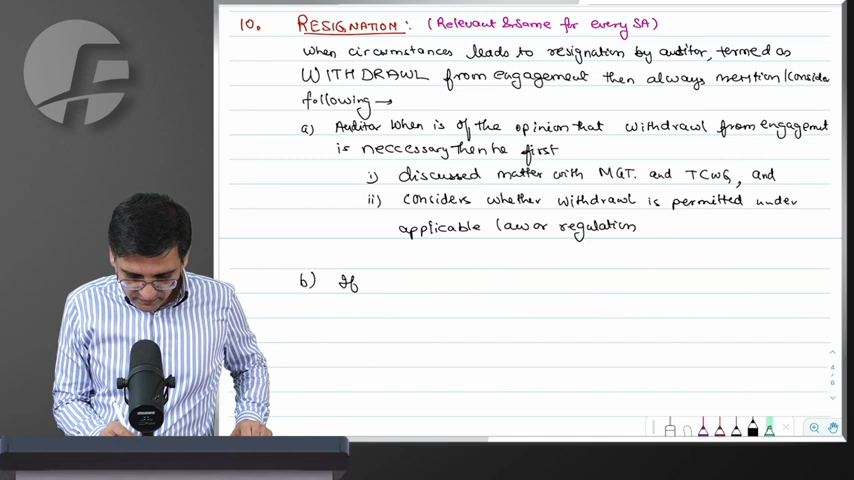 10. RESIGNATION: (Relevant & Same for every SA)
When circumstances leads to resignation by auditor, termed as
WITHDRAWL from engagement then always mention/consider
following →
a) Auditor when is of the opinion that withdrawl from engagement
is neccessary then he first
i) discussed matter with MGT. and TCWG, and
ii) Considers whether withdrawl is permitted under
applicable law or regulation
b) If
4
/
6